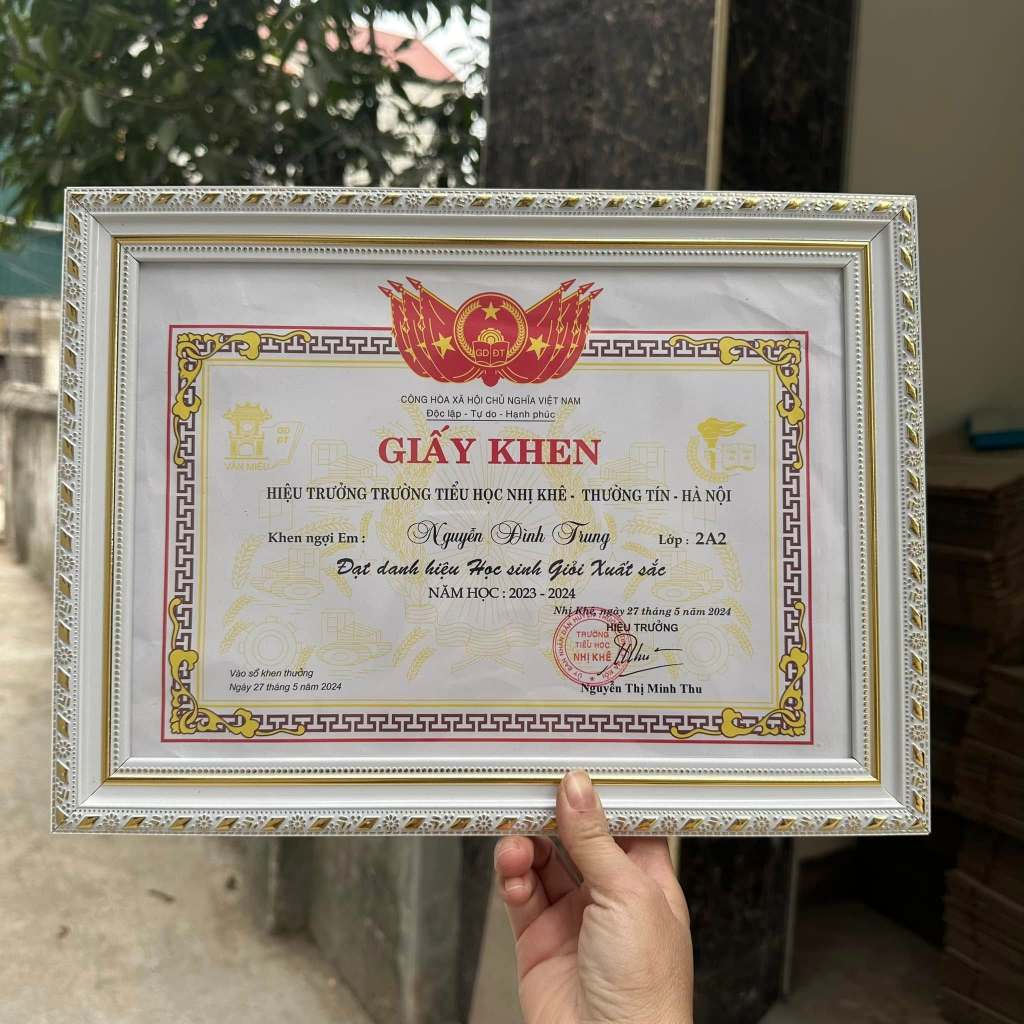 GD ĐT
CỘNG HÒA XÃ HỘI CHỦ NGHĨA VIỆT NAM
Độc lập - Tự do - Hạnh phúc
GD
ĐT
VĂN MIẾU
GIẤY KHEN
HIỆU TRƯỞNG TRƯỜNG TIỂU HỌC NHỊ KHÊ - THƯỜNG TÍN - HÀ NỘI
Khen ngợi Em : Nguyễn Đình Trung Lớp : 2A2
Đạt danh hiệu Học sinh Giỏi Xuất sắc
NĂM HỌC : 2023 - 2024
Nhị Khê, ngày 27 tháng 5 năm 2024
HIỆU TRƯỞNG
TRƯỜNG
TIỂU HỌC
NHỊ KHÊ
Vào sổ khen thưởng
Ngày 27 tháng 5 năm 2024
Nguyễn Thị Minh Thu